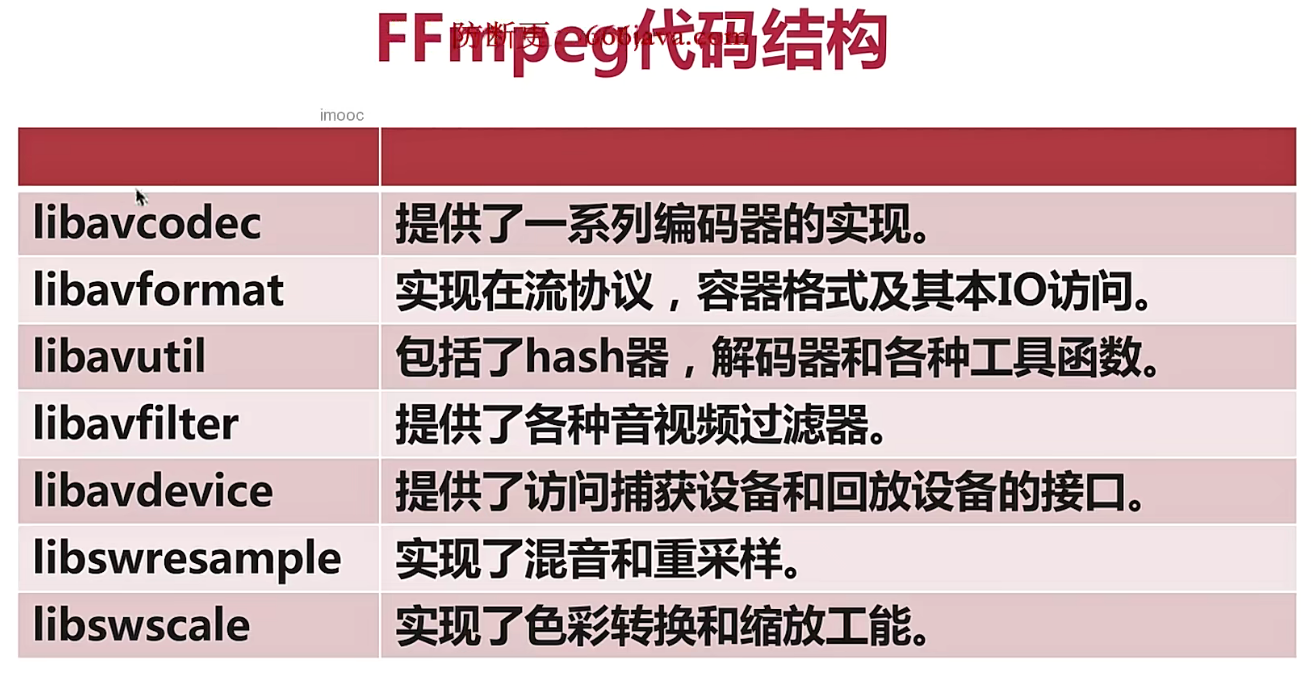 FFmpeg代码结构
防断更：666java.com
imooc
libavcodec 提供了一系列编码器的实现。
libavformat 实现在流协议，容器格式及其本IO访问。
libavutil 包括了hash器，解码器和各种工具函数。
libavfilter 提供了各种音视频过滤器。
libavdevice 提供了访问捕获设备和回放设备的接口。
libswresample 实现了混音和重采样。
libswscale 实现了色彩转换和缩放工能。